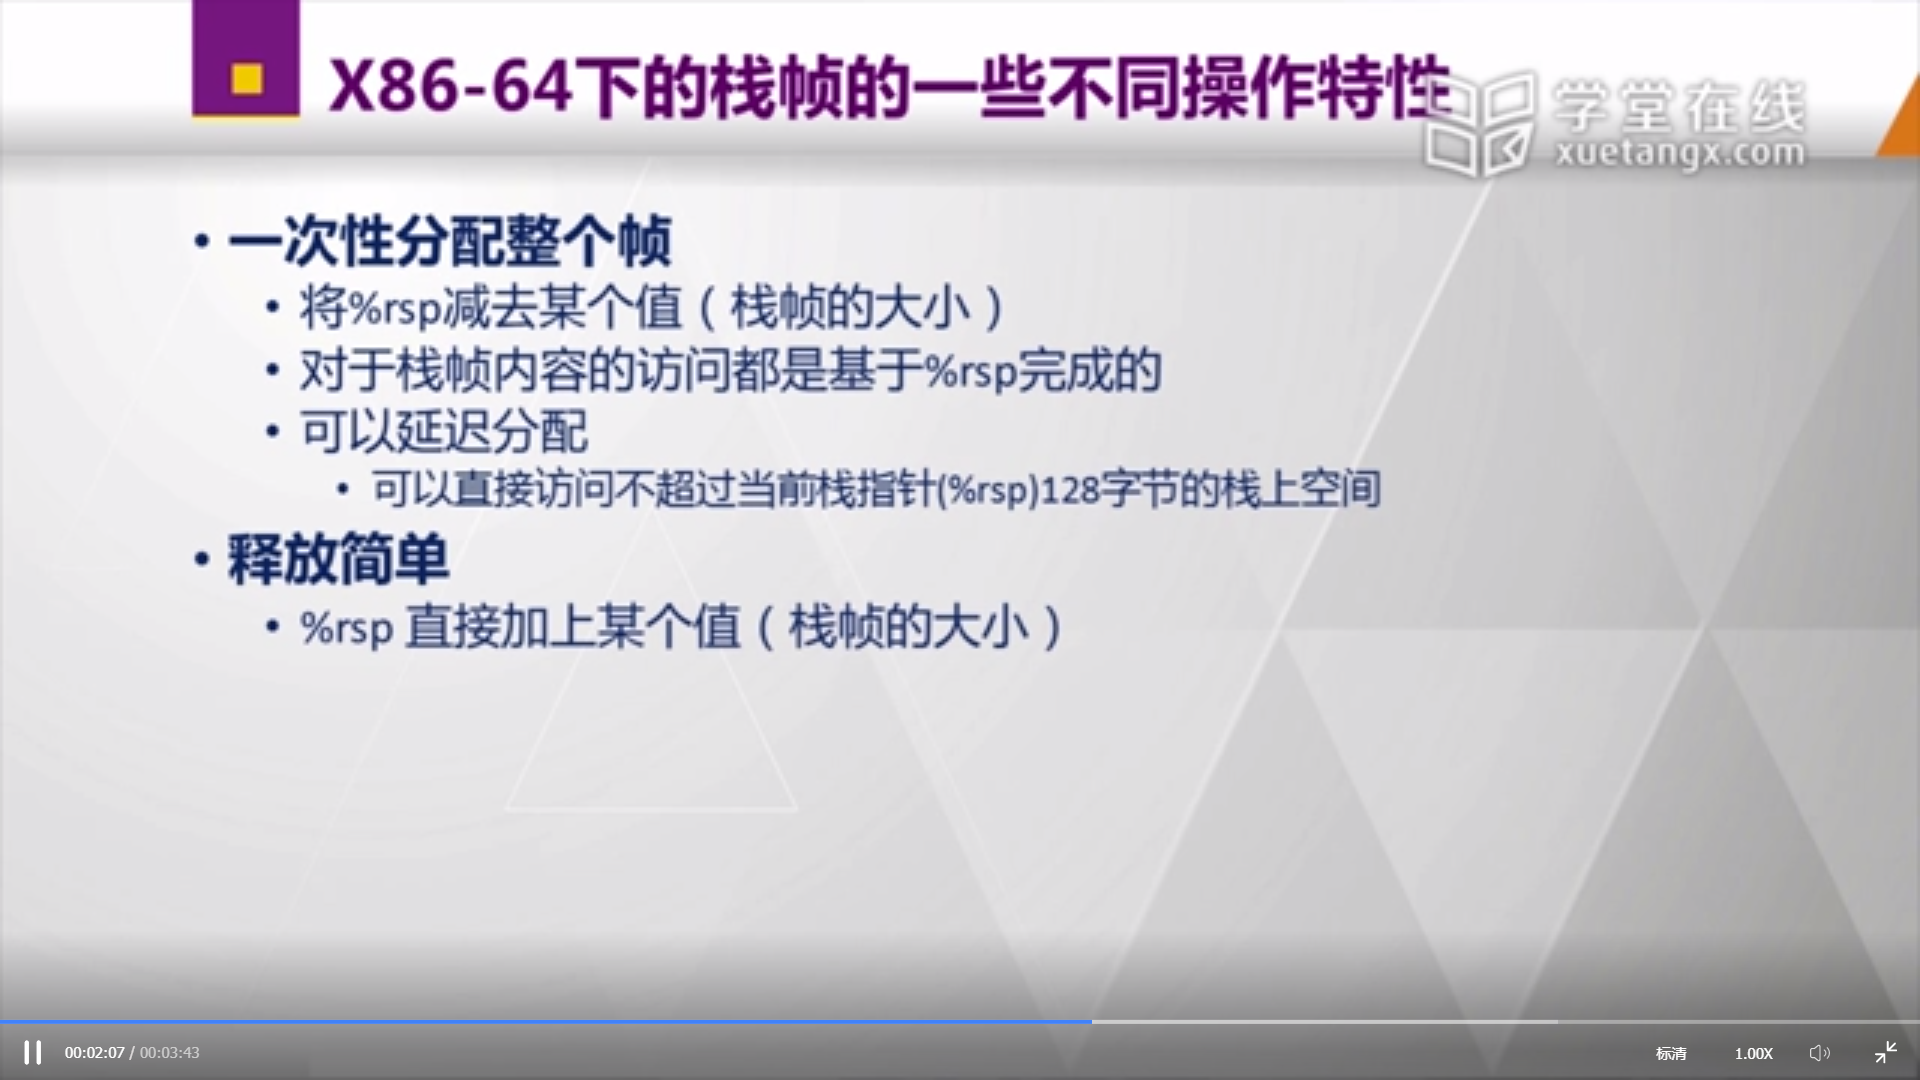 X86-64下的栈帧的一些不同操作特性
学堂在线
xuetangx.com
• 一次性分配整个帧
• 将%rsp减去某个值（栈帧的大小）
• 对于栈帧内容的访问都是基于%rsp完成的
• 可以延迟分配
• 可以直接访问不超过当前栈指针(%rsp)128字节的栈上空间
• 释放简单
• %rsp 直接加上某个值（栈帧的大小）
00:02:07 / 00:03:43
标清
1.00X